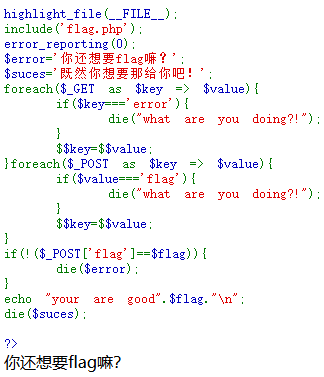 highlight_file(__FILE__);
include('flag.php');
error_reporting(0);
$error='你还想要flag嘛？';
$suces='既然你想要那给你吧！';
foreach($_GET as $key => $value){
if($key==='error'){
die("what are you doing?!");
}
$$key=$$value;
}foreach($_POST as $key => $value){
if($value==='flag'){
die("what are you doing?!");
}
$$key=$$value;
}
if(!($_POST['flag']==$flag)){
die($error);
}
echo "your are good".$flag."\n";
die($suces);
?>
你还想要flag嘛？